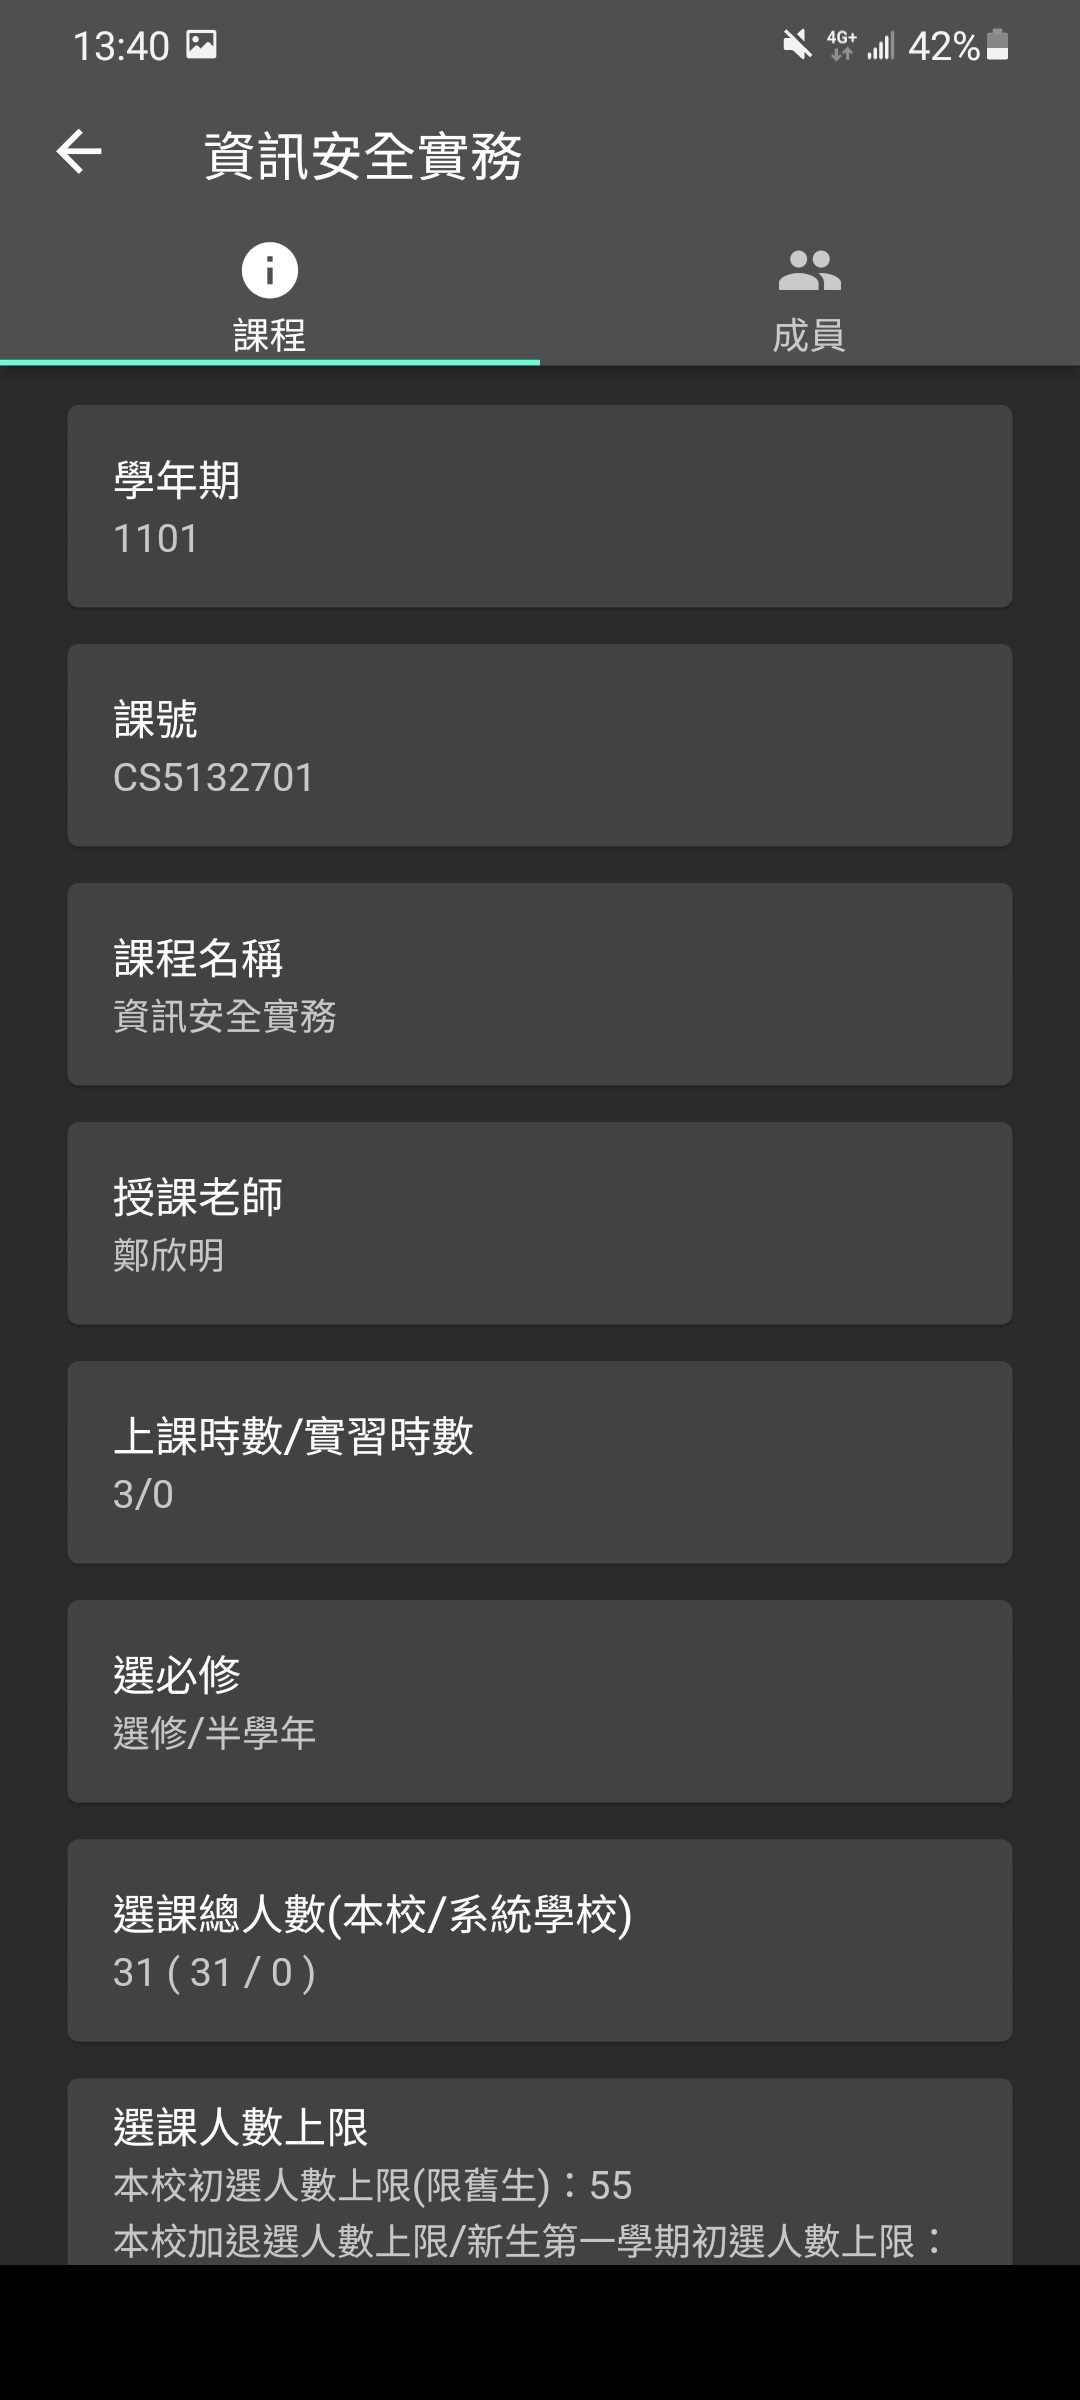 13:40
4G+
42%
資訊安全實務
課程
成員
學年期
1101
課號
CS5132701
課程名稱
資訊安全實務
授課老師
鄭欣明
上課時數/實習時數
3/0
選必修
選修/半學年
選課總人數(本校/系統學校)
31 ( 31 / 0 )
選課人數上限
本校初選人數上限(限舊生)：55
本校加退選人數上限/新生第一學期初選人數上限：